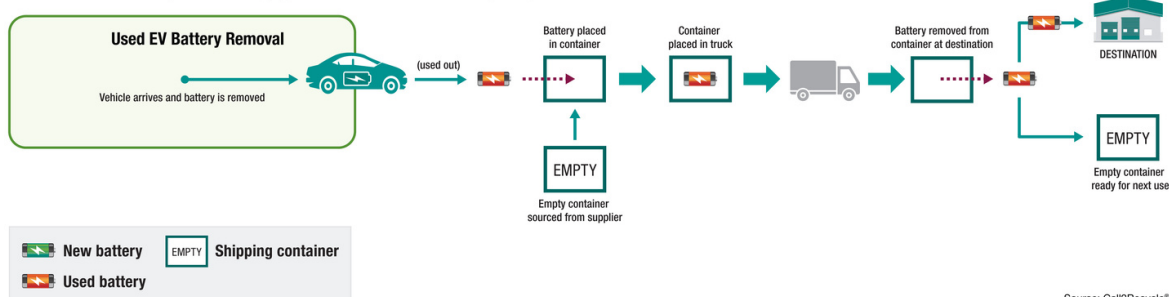 Used EV Battery Removal
Vehicle arrives and battery is removed
(used out)
Battery placed
in container
Container
placed in truck
Battery removed from
container at destination
DESTINATION
EMPTY
Empty container
sourced from supplier
EMPTY
Empty container
ready for next use
New battery
EMPTY
Shipping container
Used battery